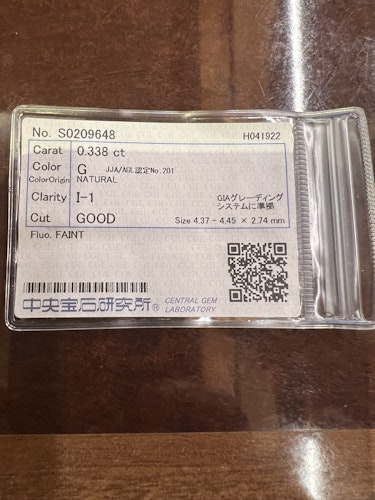 No. S0209648 H041922
Carat 0.338 ct
Color G JJA/AGL認定No.201
ColorOrigin NATURAL
Clarity I-1 GIAグレーディング
システムに準拠
Cut GOOD Size 4.37 - 4.45 × 2.74 mm
Fluo. FAINT
中央宝石研究所® CENTRAL GEM
LABORATORY